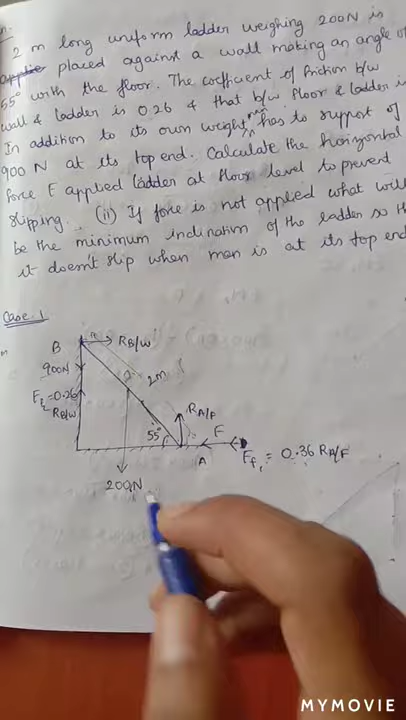 2 m long uniform ladder weighing 200N is
placed against a wall making an angle of
55° with the floor. The coefficient of friction b/w
wall & ladder is 0.26 & that b/w floor & ladder is
In addition to its own weight, has to support of
900 N at its top end. Calculate the horizontal
force F applied ladder at flour level to prevent
slipping. (ii) If force is not applied what will
be the minimum inclination of the ladder so th
it doesn't slip when man is at its top end
Case.1
B
RB/W
900N
2m
Ff2 = 0.26
RB/W
RA/F
55°
F
A
Ff1 = 0.36 RA/F
200N
MYMOVIE